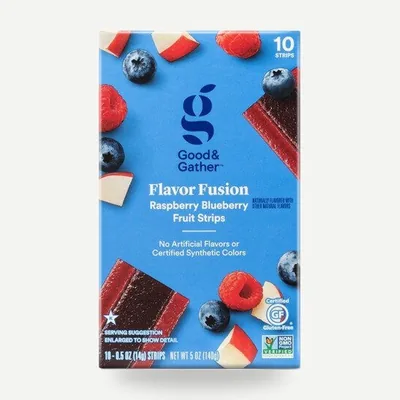 10
STRIPS
Good&
Gather™
Flavor Fusion
Raspberry Blueberry
Fruit Strips
NATURALLY FLAVORED WITH
OTHER NATURAL FLAVORS
No Artificial Flavors or
Certified Synthetic Colors
SERVING SUGGESTION
ENLARGED TO SHOW DETAIL
Certified
GF
Gluten-Free
NON
GMO
Project
VERIFIED
10 - 0.5 OZ (14g) STRIPS NET WT 5 OZ (140g)